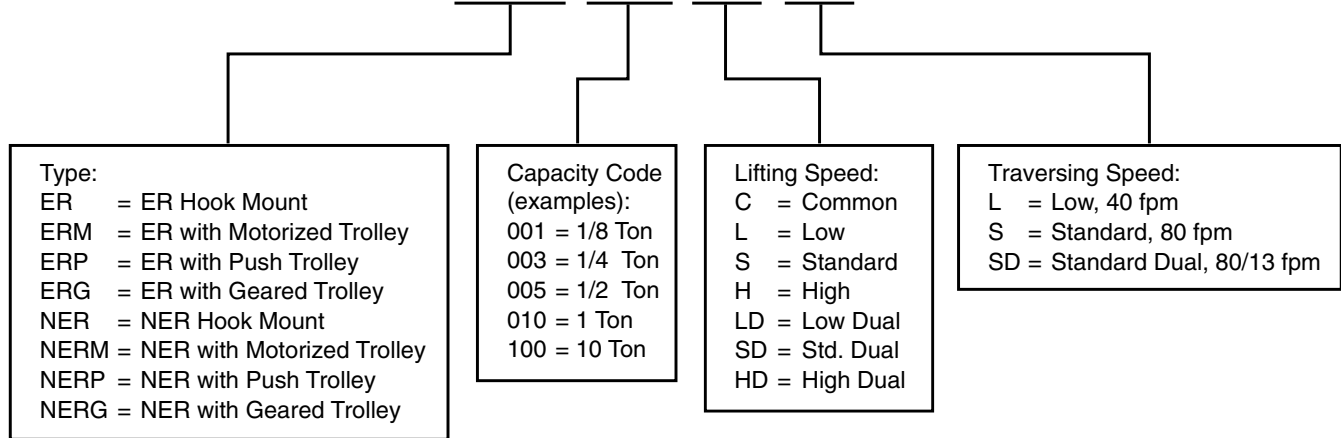 Type:
ER = ER Hook Mount
ERM = ER with Motorized Trolley
ERP = ER with Push Trolley
ERG = ER with Geared Trolley
NER = NER Hook Mount
NERM = NER with Motorized Trolley
NERP = NER with Push Trolley
NERG = NER with Geared Trolley
Capacity Code
(examples):
001 = 1/8 Ton
003 = 1/4 Ton
005 = 1/2 Ton
010 = 1 Ton
100 = 10 Ton
Lifting Speed:
C = Common
L = Low
S = Standard
H = High
LD = Low Dual
SD = Std. Dual
HD = High Dual
Traversing Speed:
L = Low, 40 fpm
S = Standard, 80 fpm
SD = Standard Dual, 80/13 fpm